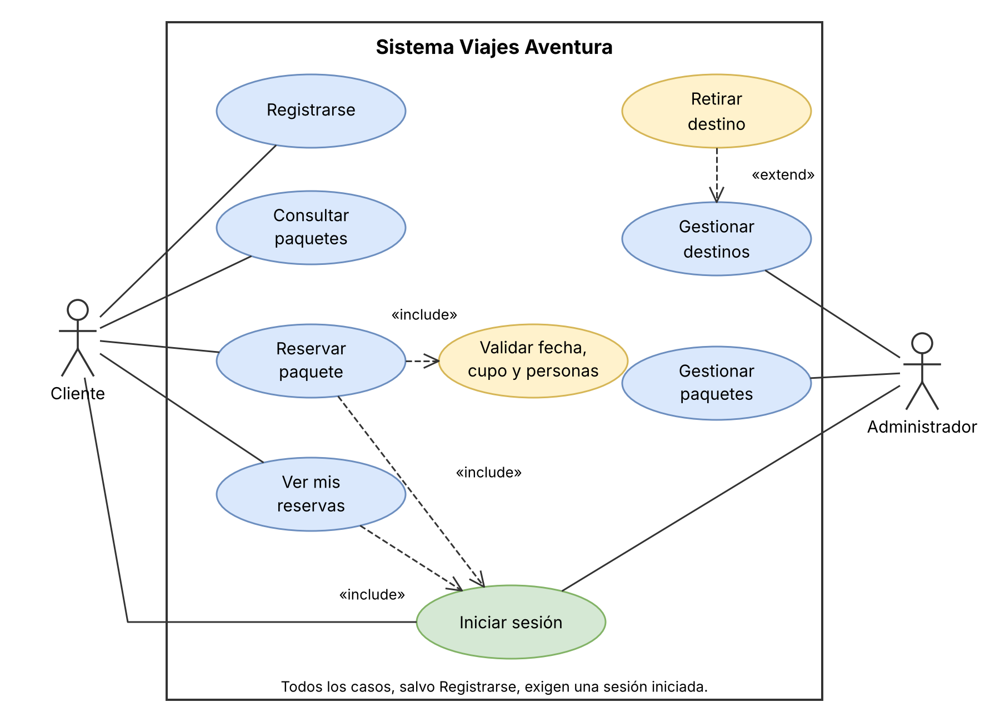 Sistema Viajes Aventura
Registrarse
Retirar
destino
«extend»
Consultar
paquetes
Gestionar
destinos
«include»
Reservar
paquete
Validar fecha,
cupo y personas
Gestionar
paquetes
Cliente
Administrador
«include»
Ver mis
reservas
«include»
Iniciar sesión
Todos los casos, salvo Registrarse, exigen una sesión iniciada.